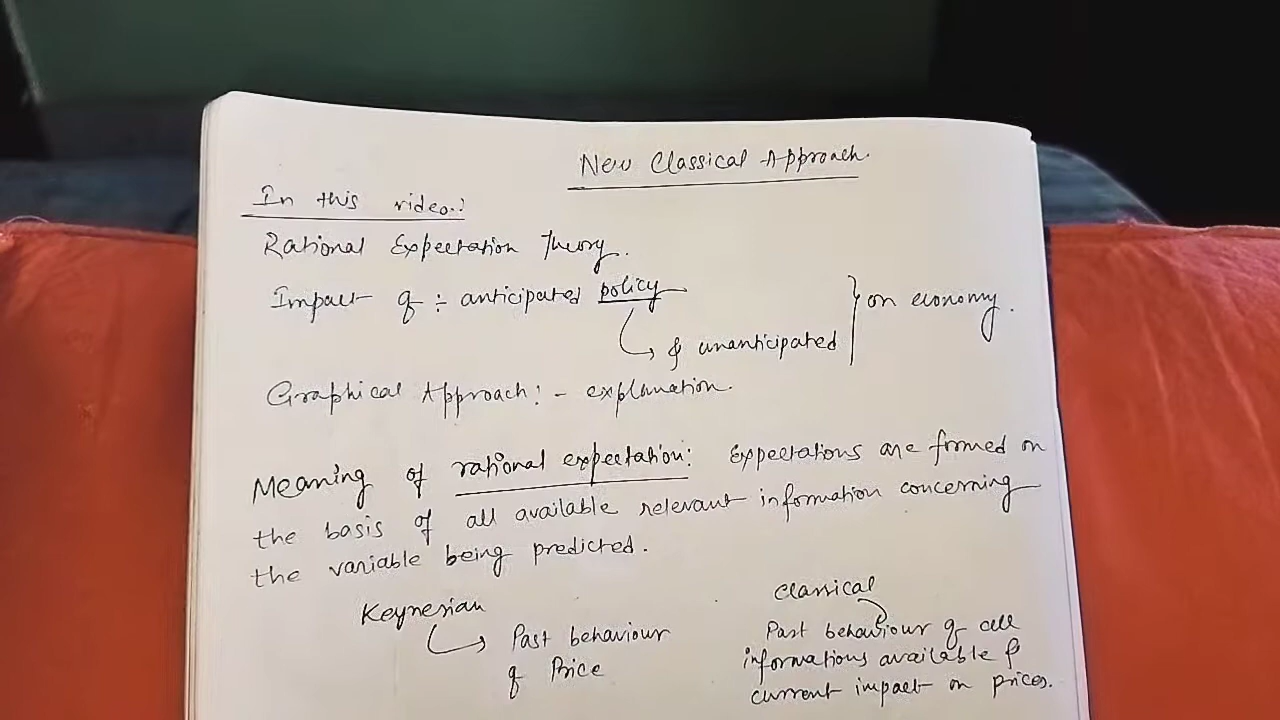 New Classical Approach.
In this video:
Rational Expectation Theory.
Impact of :- anticipated policy
& unanticipated } on economy.
Graphical Approach: - explanation.
Meaning of rational expectation: Expectations are formed on
the basis of all available relevant information concerning
the variable being predicted.
Keynesian
Past behaviour
of Price
Classical
Past behaviour of all
informations available &
current impact on prices.